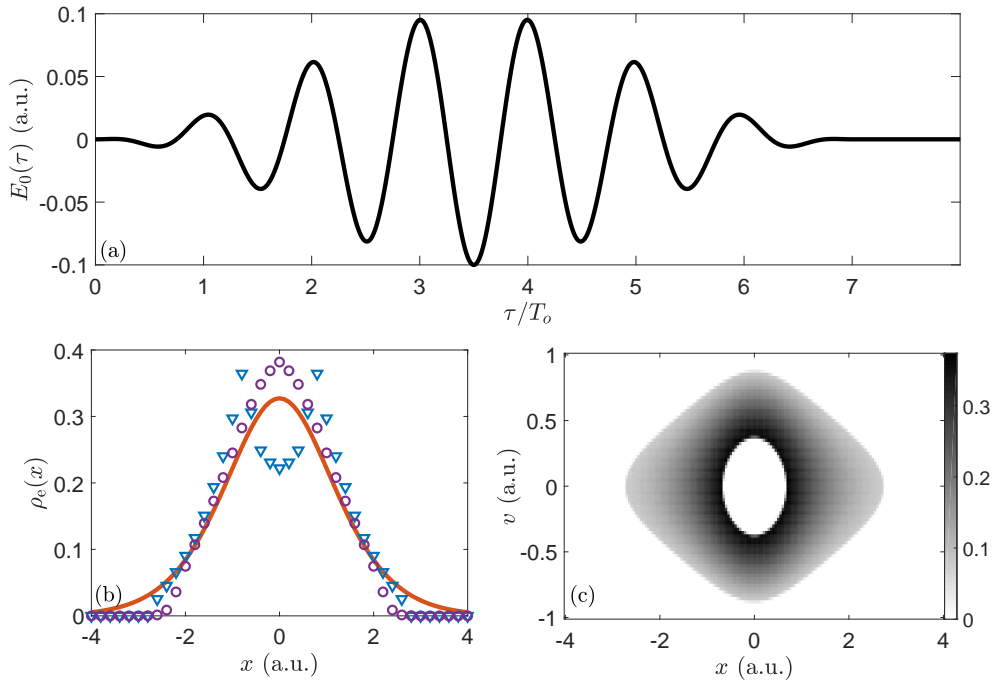 0.1
0.05
0
-0.05
-0.1
E₀(τ) (a.u.)
(a)
0 1 2 3 4 5 6 7
τ/Tₒ
0.4
0.3
0.2
0.1
0
ρₑ(x)
(b)
-4 -2 0 2 4
x (a.u.)
1
0.5
0
-0.5
-1
v (a.u.)
(c)
-4 -2 0 2 4
x (a.u.)
0.3
0.2
0.1
0